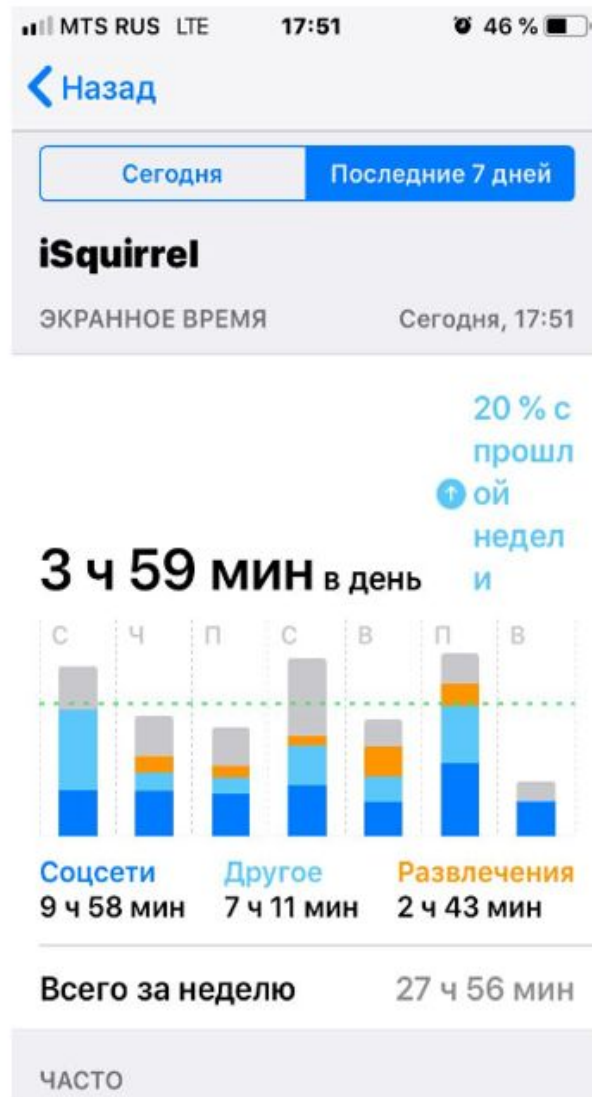 MTS RUS LTE 17:51 46 %
Назад
Сегодня Последние 7 дней
iSquirrel
ЭКРАННОЕ ВРЕМЯ Сегодня, 17:51
20 % с
прошл
ой
недел
и
3 ч 59 мин в день
С Ч П С В П В
Соцсети Другое Развлечения
9 ч 58 мин 7 ч 11 мин 2 ч 43 мин
Всего за неделю 27 ч 56 мин
ЧАСТО